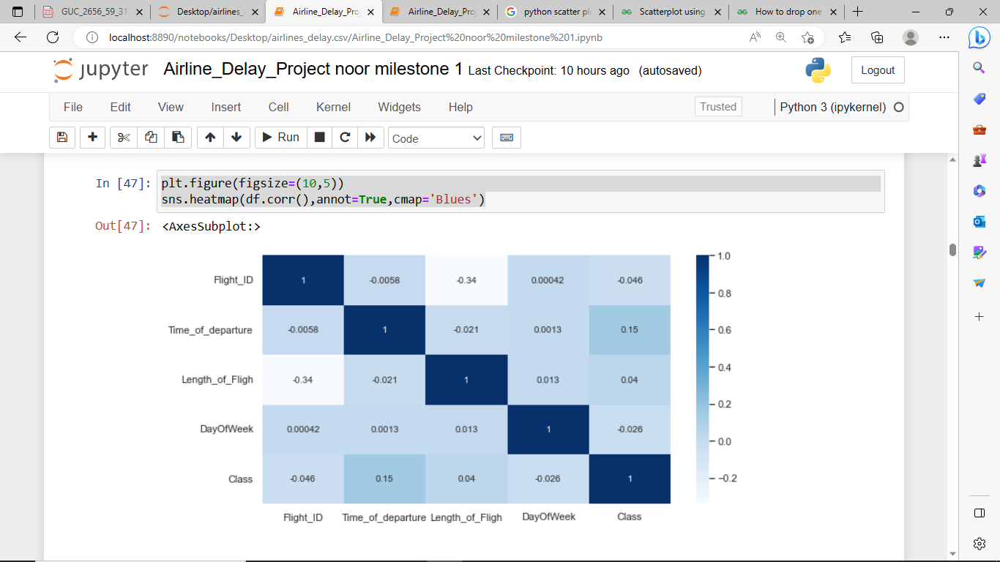 GUC_2656_59_31
Desktop/airlines_
Airline_Delay_Proj
Airline_Delay_Proj
python scatter plo
Scatterplot using
How to drop one
localhost:8890/notebooks/Desktop/airlines_delay.csv/Airline_Delay_Project%20noor%20milestone%201.ipynb
jupyter Airline_Delay_Project noor milestone 1 Last Checkpoint: 10 hours ago (autosaved)
Logout
File Edit View Insert Cell Kernel Widgets Help
Trusted
Python 3 (ipykernel)
Run
Code
In [47]: plt.figure(figsize=(10,5))
sns.heatmap(df.corr(),annot=True,cmap='Blues')
Out[47]: <AxesSubplot:>
Flight_ID 1 -0.0058 -0.34 0.00042 -0.046
Time_of_departure -0.0058 1 -0.021 0.0013 0.15
Length_of_Fligh -0.34 -0.021 1 0.013 0.04
DayOfWeek 0.00042 0.0013 0.013 1 -0.026
Class -0.046 0.15 0.04 -0.026 1
Flight_ID Time_of_departure Length_of_Fligh DayOfWeek Class
1.0
0.8
0.6
0.4
0.2
0.0
−0.2